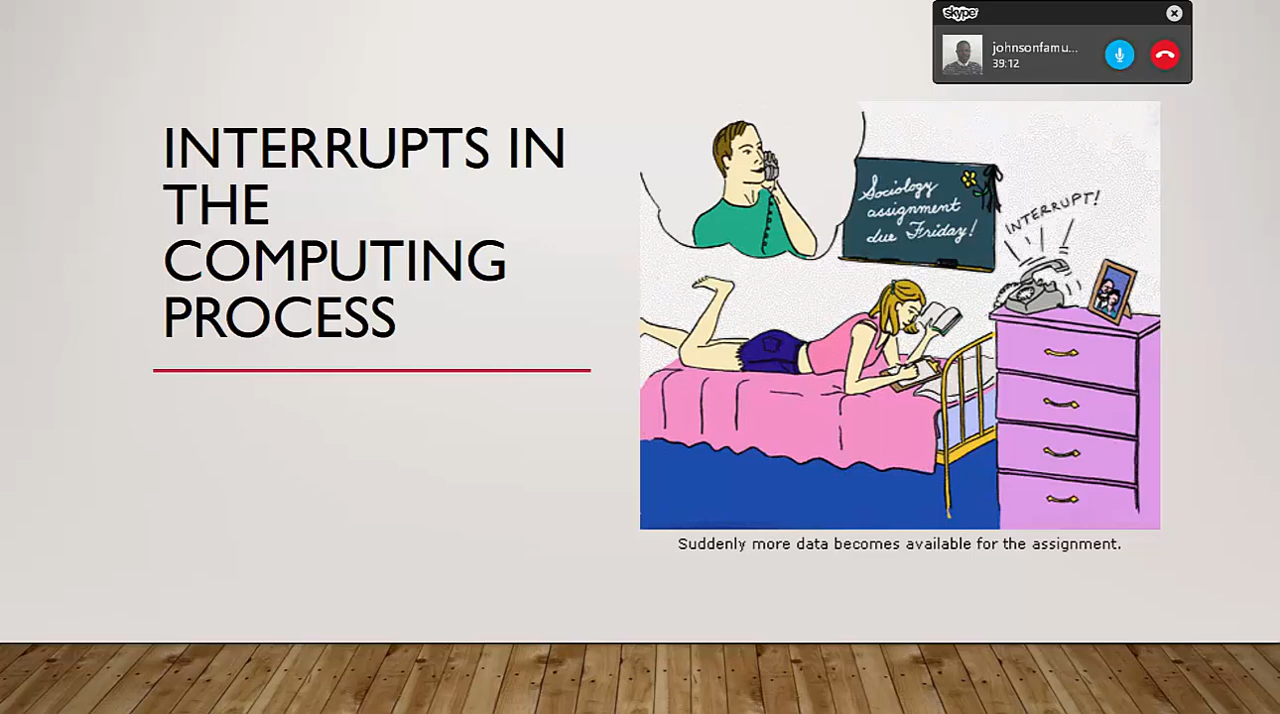 skype
johnsonfamu...
39:12
INTERRUPTS IN
THE
COMPUTING
PROCESS
Sociology
assignment
due Friday!
INTERRUPT!
Suddenly more data becomes available for the assignment.